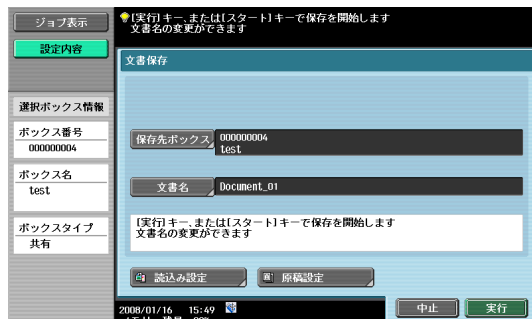 ジョブ表示
設定内容
[実行]キー、または[スタート]キーで保存を開始します
文書名の変更ができます
文書保存
選択ボックス情報
ボックス番号
000000004
ボックス名
test
ボックスタイプ
共有
保存先ボックス
000000004
test
文書名
Document_01
[実行]キー、または[スタート]キーで保存を開始します
文書名の変更ができます
読込み設定
原稿設定
2008/01/16 15:49
中止
実行